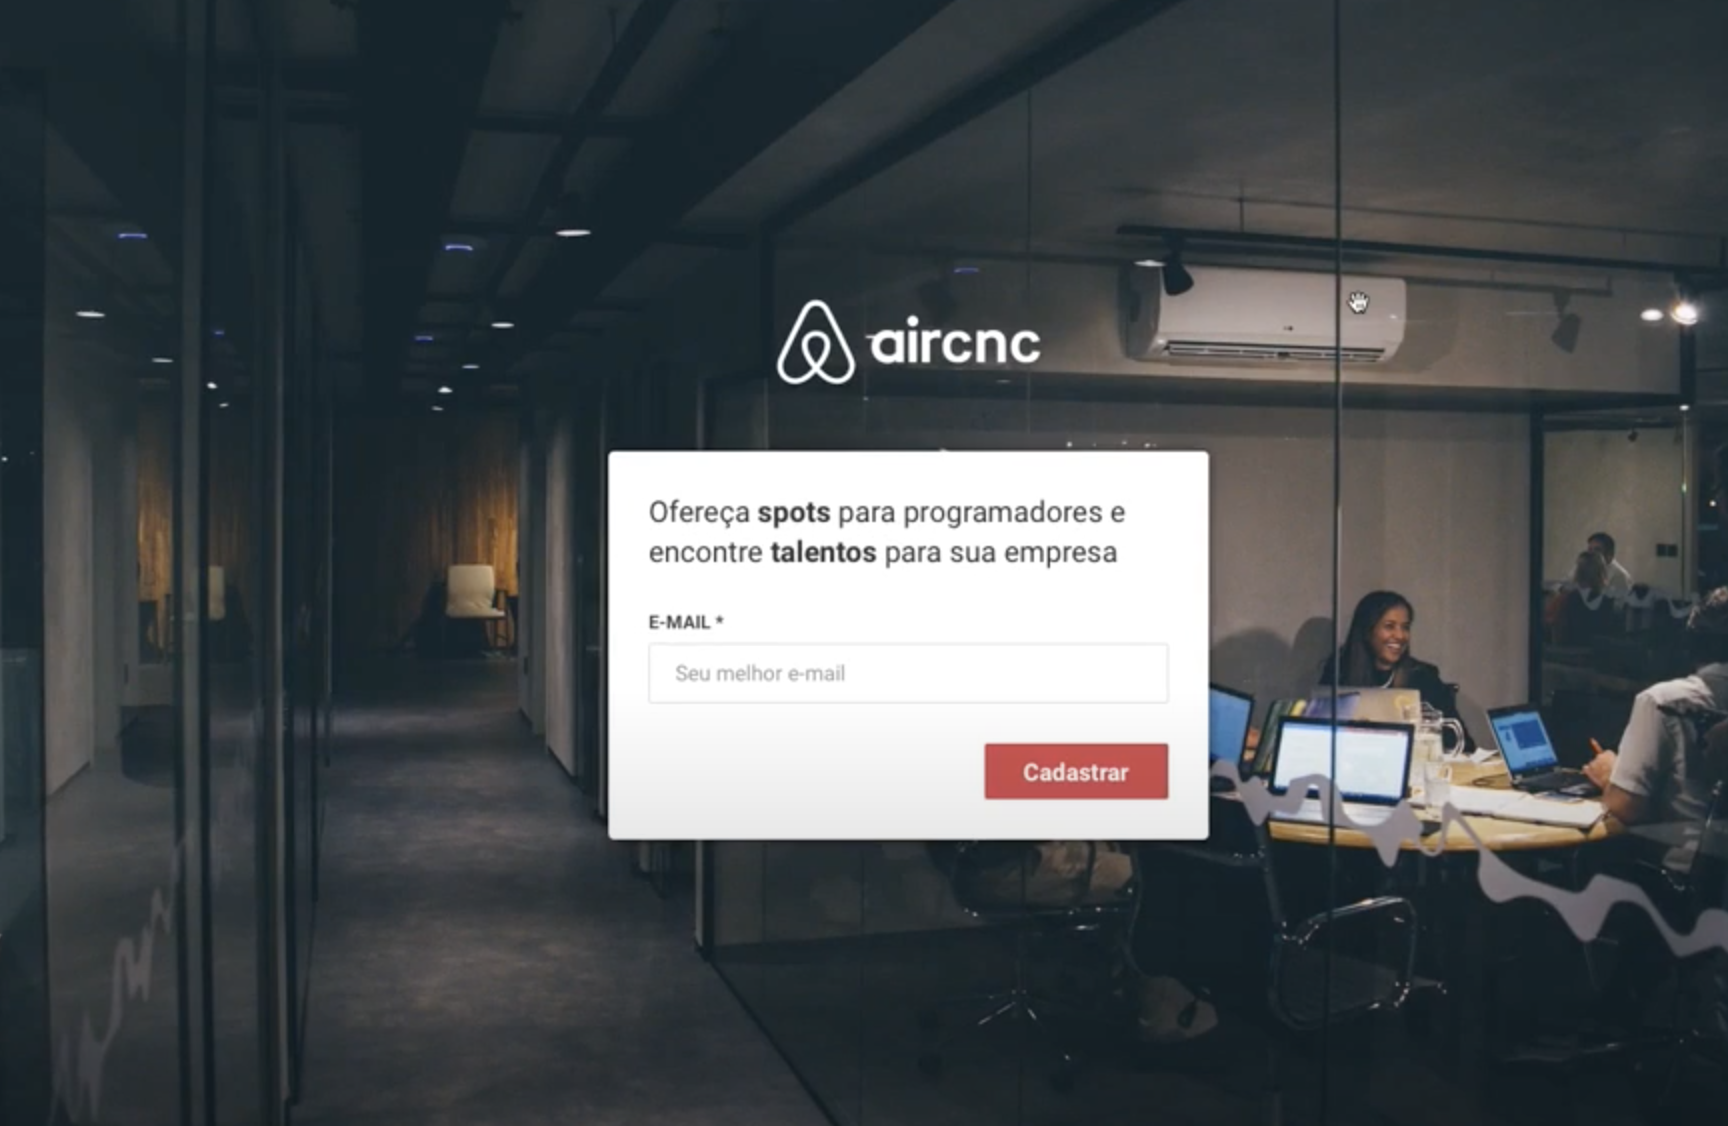 aircnc
Ofereça spots para programadores e
encontre talentos para sua empresa
E-MAIL *
Seu melhor e-mail
Cadastrar